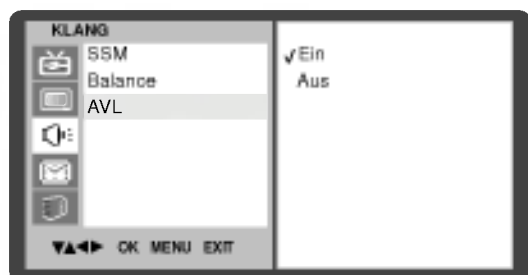 KLANG
SSM
Balance
AVL
✓Ein
Aus
▼▲◀▶ OK MENU EXIT